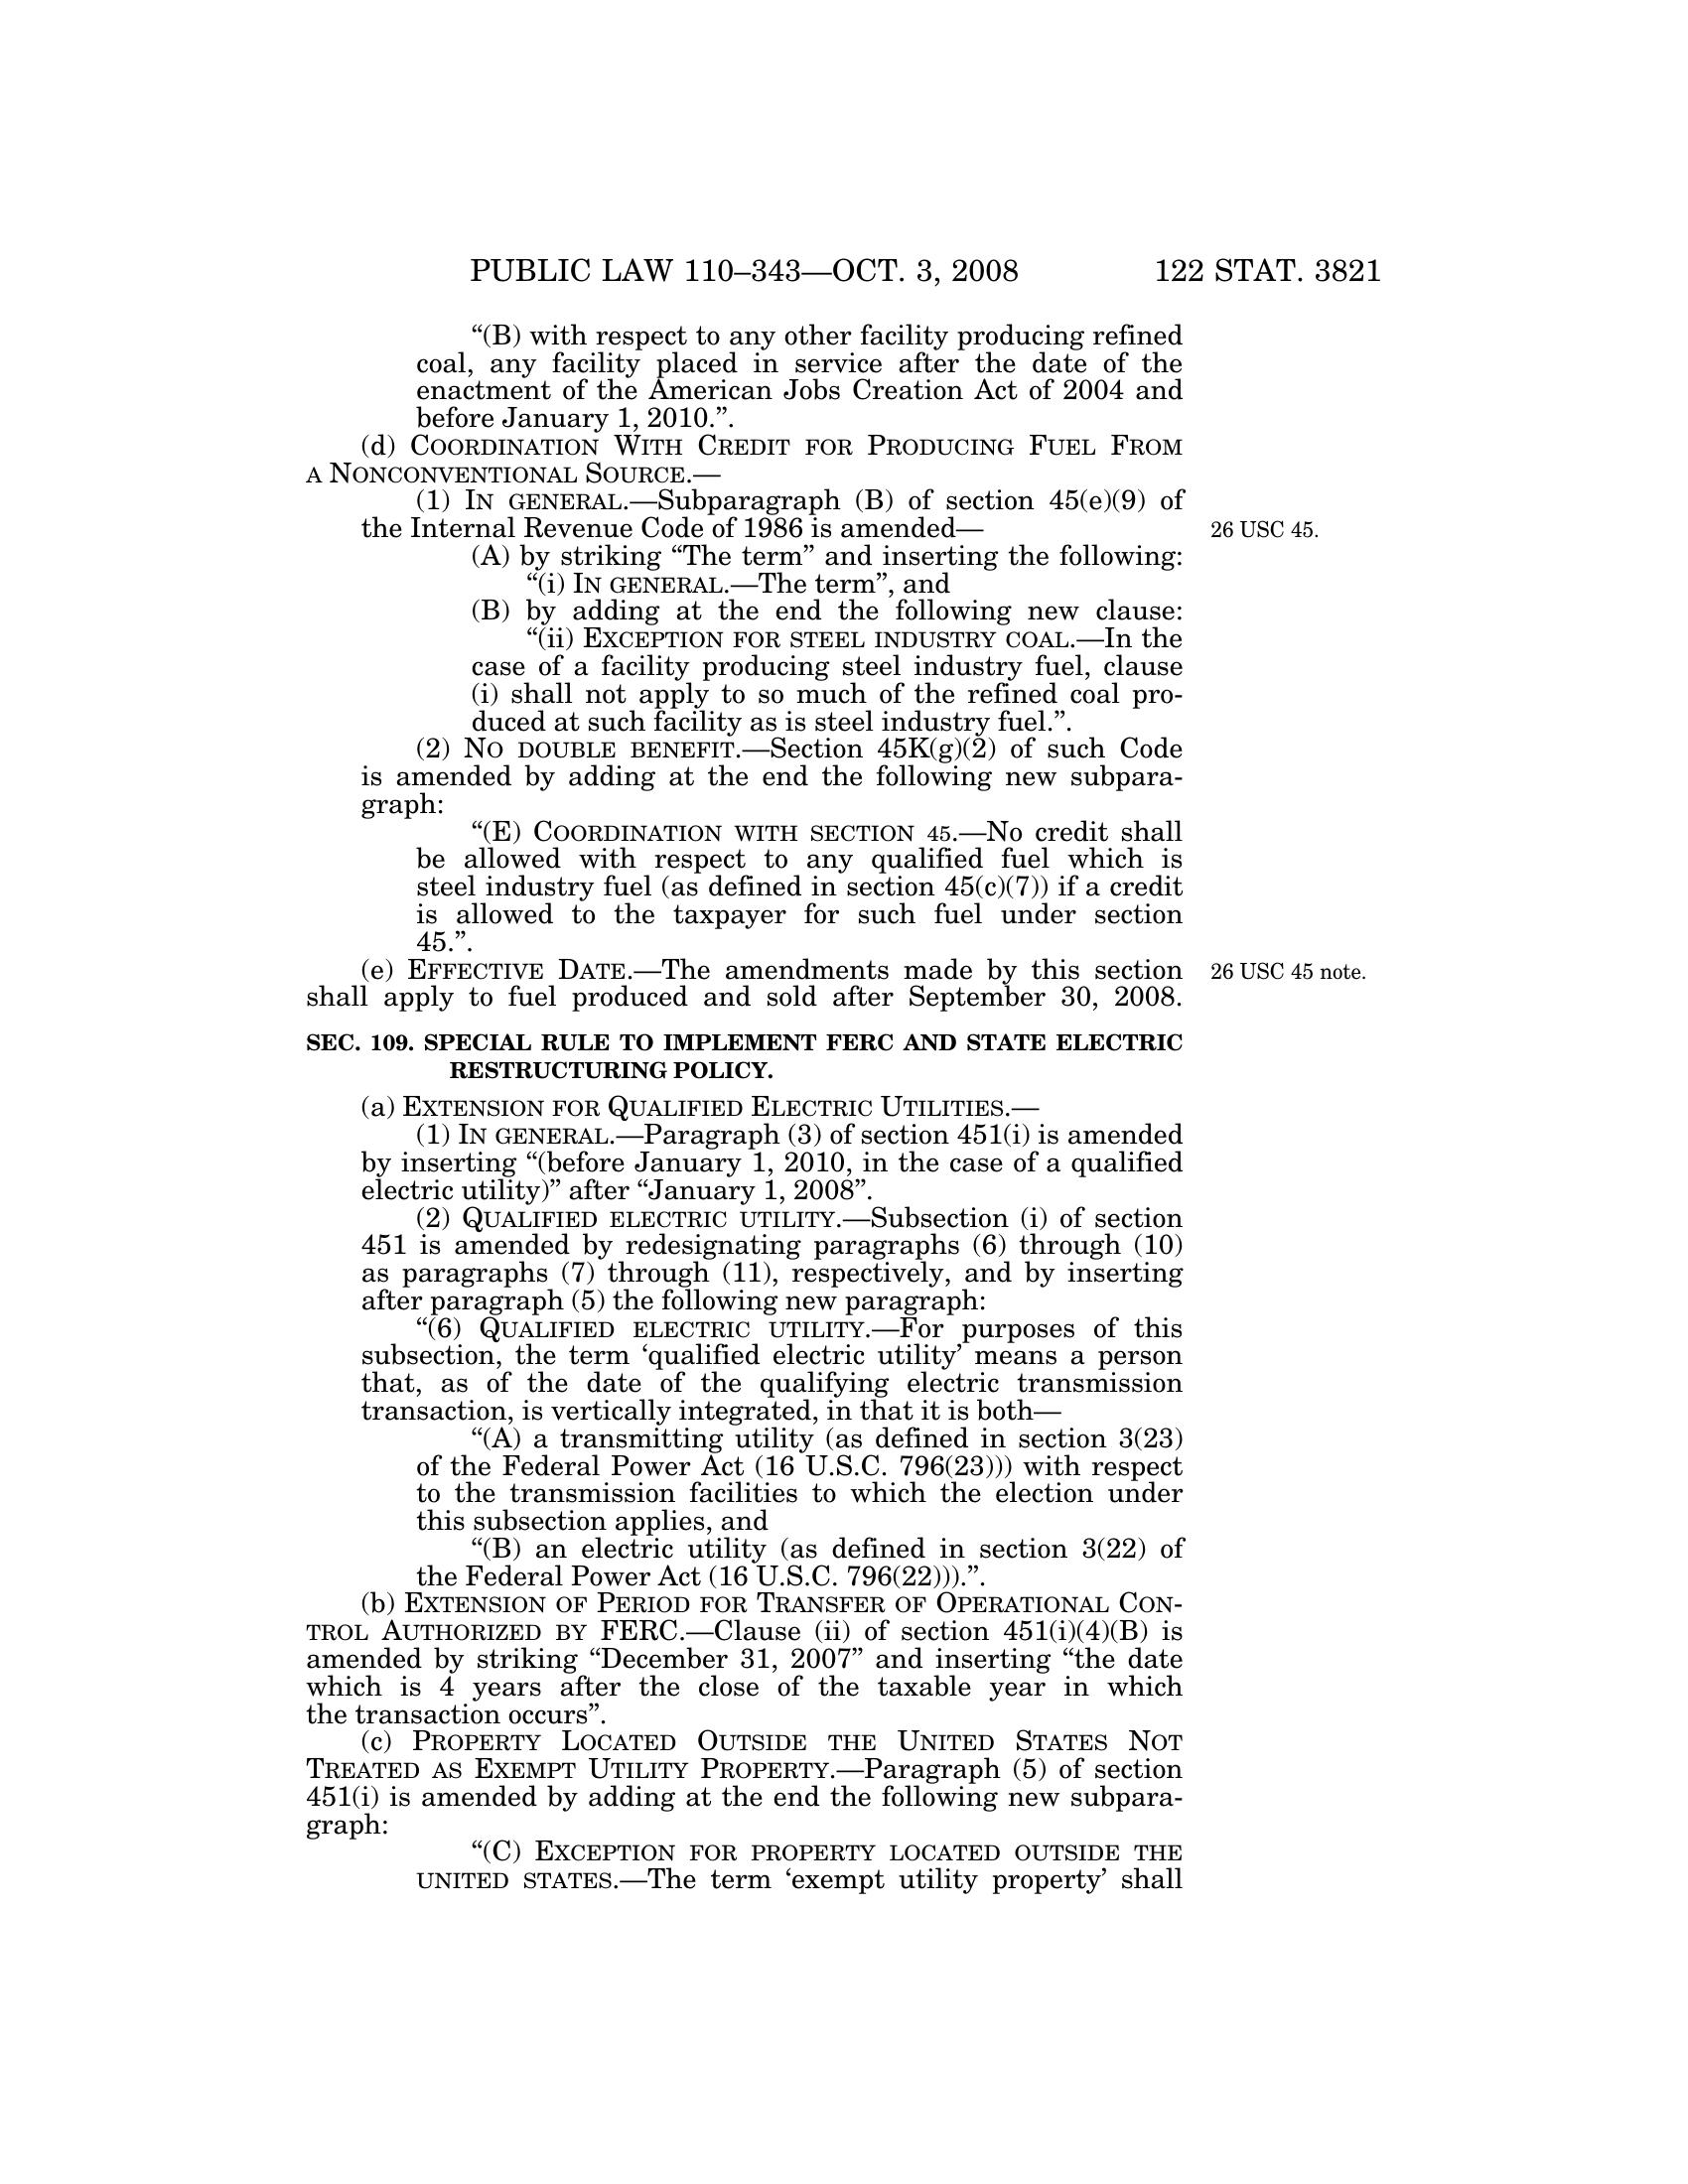 PUBLIC LAW 110–343—OCT. 3, 2008 122 STAT. 3821
“(B) with respect to any other facility producing refined
coal, any facility placed in service after the date of the
enactment of the American Jobs Creation Act of 2004 and
before January 1, 2010.”.
(d) COORDINATION WITH CREDIT FOR PRODUCING FUEL FROM
A NONCONVENTIONAL SOURCE.—
(1) IN GENERAL.—Subparagraph (B) of section 45(e)(9) of
the Internal Revenue Code of 1986 is amended—
26 USC 45.
(A) by striking “The term” and inserting the following:
“(i) IN GENERAL.—The term”, and
(B) by adding at the end the following new clause:
“(ii) EXCEPTION FOR STEEL INDUSTRY COAL.—In the
case of a facility producing steel industry fuel, clause
(i) shall not apply to so much of the refined coal pro-
duced at such facility as is steel industry fuel.”.
(2) NO DOUBLE BENEFIT.—Section 45K(g)(2) of such Code
is amended by adding at the end the following new subpara-
graph:
“(E) COORDINATION WITH SECTION 45.—No credit shall
be allowed with respect to any qualified fuel which is
steel industry fuel (as defined in section 45(c)(7)) if a credit
is allowed to the taxpayer for such fuel under section
45.”.
(e) EFFECTIVE DATE.—The amendments made by this section
26 USC 45 note.
shall apply to fuel produced and sold after September 30, 2008.
SEC. 109. SPECIAL RULE TO IMPLEMENT FERC AND STATE ELECTRIC
RESTRUCTURING POLICY.
(a) EXTENSION FOR QUALIFIED ELECTRIC UTILITIES.—
(1) IN GENERAL.—Paragraph (3) of section 451(i) is amended
by inserting “(before January 1, 2010, in the case of a qualified
electric utility)” after “January 1, 2008”.
(2) QUALIFIED ELECTRIC UTILITY.—Subsection (i) of section
451 is amended by redesignating paragraphs (6) through (10)
as paragraphs (7) through (11), respectively, and by inserting
after paragraph (5) the following new paragraph:
“(6) QUALIFIED ELECTRIC UTILITY.—For purposes of this
subsection, the term ‘qualified electric utility’ means a person
that, as of the date of the qualifying electric transmission
transaction, is vertically integrated, in that it is both—
“(A) a transmitting utility (as defined in section 3(23)
of the Federal Power Act (16 U.S.C. 796(23))) with respect
to the transmission facilities to which the election under
this subsection applies, and
“(B) an electric utility (as defined in section 3(22) of
the Federal Power Act (16 U.S.C. 796(22))).”.
(b) EXTENSION OF PERIOD FOR TRANSFER OF OPERATIONAL CON-
TROL AUTHORIZED BY FERC.—Clause (ii) of section 451(i)(4)(B) is
amended by striking “December 31, 2007” and inserting “the date
which is 4 years after the close of the taxable year in which
the transaction occurs”.
(c) PROPERTY LOCATED OUTSIDE THE UNITED STATES NOT
TREATED AS EXEMPT UTILITY PROPERTY.—Paragraph (5) of section
451(i) is amended by adding at the end the following new subpara-
graph:
“(C) EXCEPTION FOR PROPERTY LOCATED OUTSIDE THE
UNITED STATES.—The term ‘exempt utility property’ shall